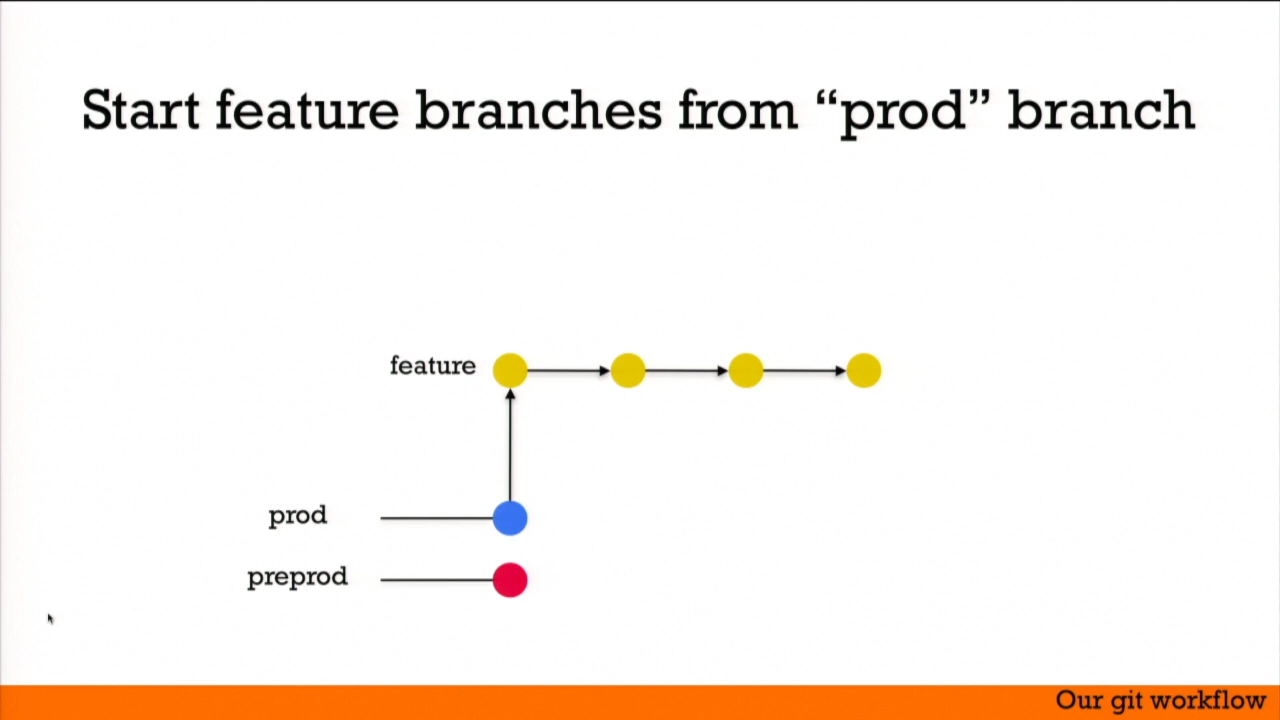 Start feature branches from “prod” branch
feature
prod
preprod
Our git workflow